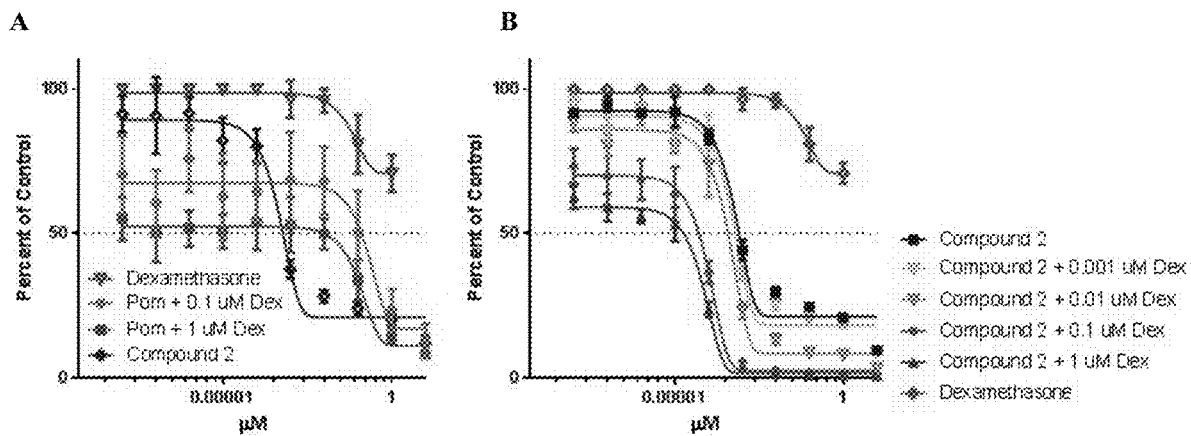 A
Percent of Control
100
50
0
Dexamethasone
Pom + 0.1 uM Dex
Pom + 1 uM Dex
Compound 2
0.00001
1
µM
B
Percent of Control
100
50
0
0.00001
1
µM
Compound 2
Compound 2 + 0.001 uM Dex
Compound 2 + 0.01 uM Dex
Compound 2 + 0.1 uM Dex
Compound 2 + 1 uM Dex
Dexamethasone